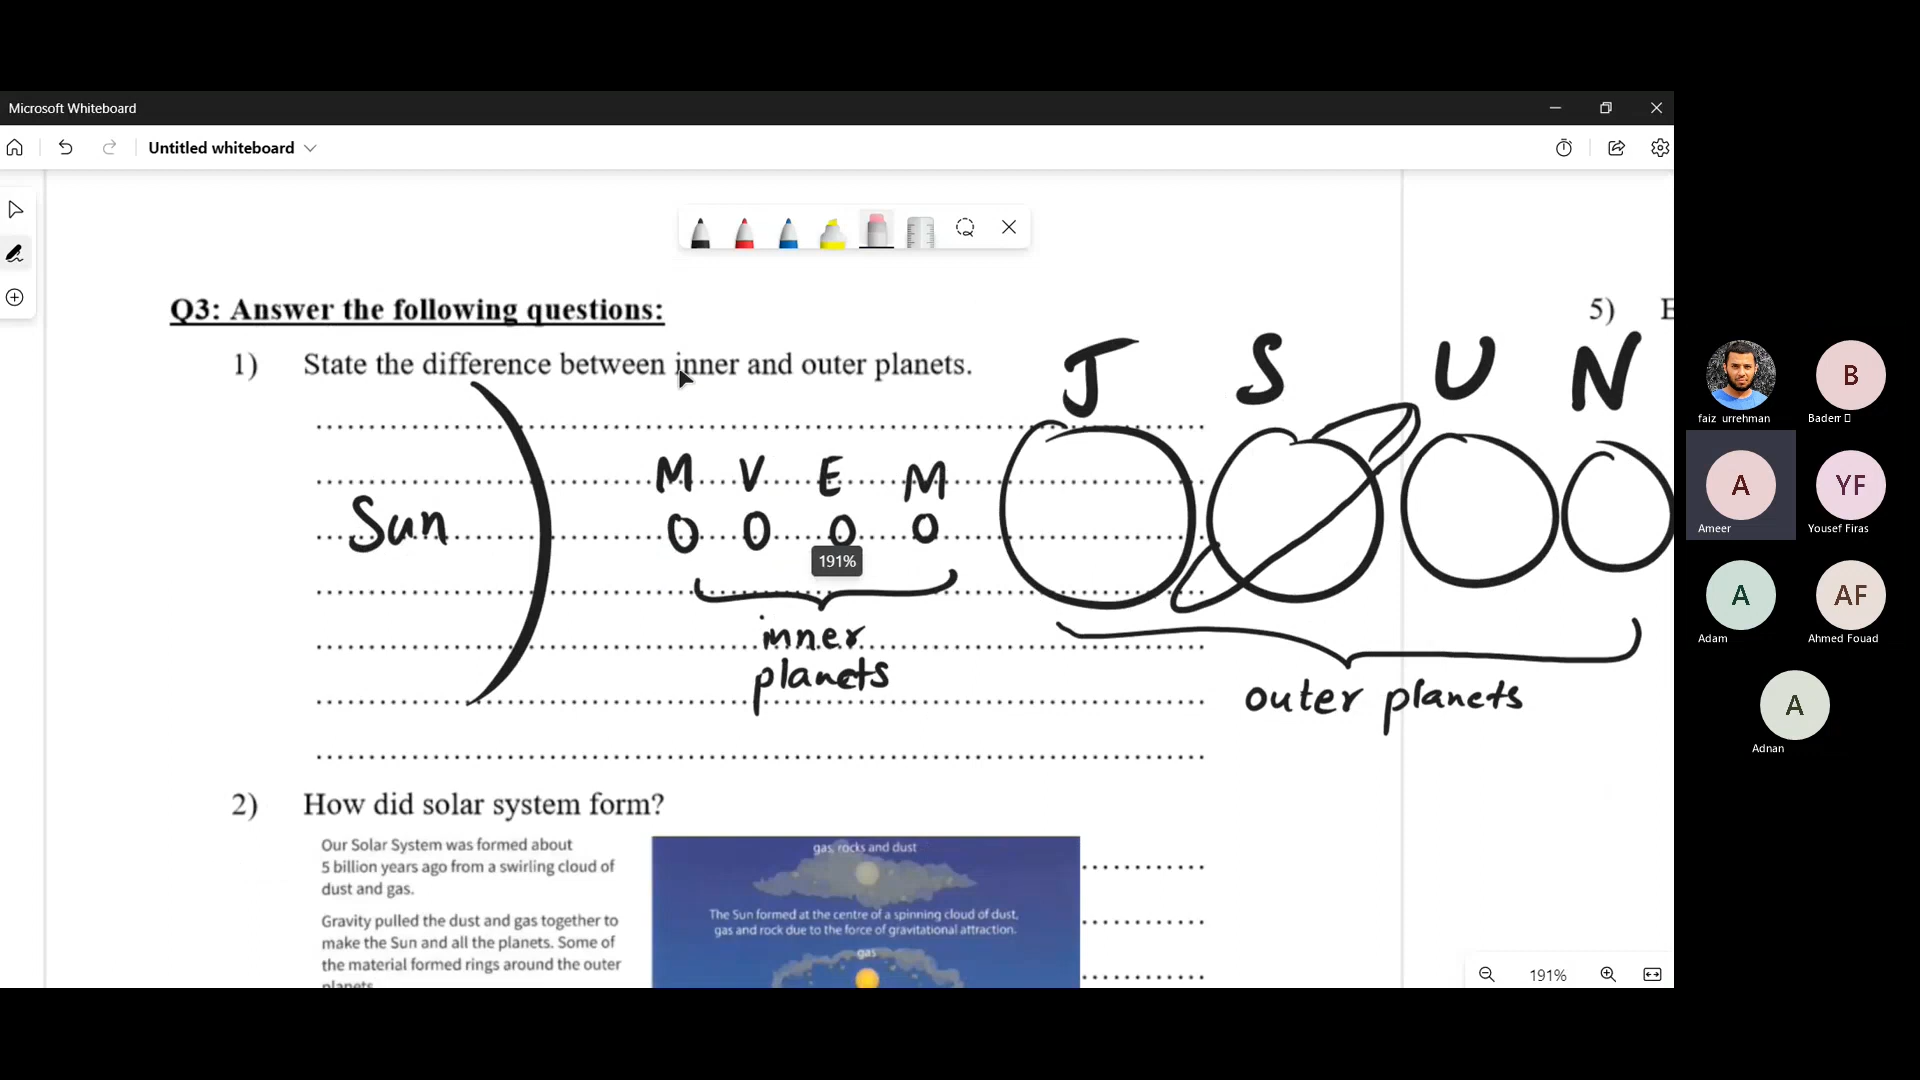 Microsoft Whiteboard
Untitled whiteboard
Q3: Answer the following questions:
5) E
1) State the difference between inner and outer planets.
J S U N
M V E M
Sun
191%
inner
planets
outer planets
2) How did solar system form?
Our Solar System was formed about
5 billion years ago from a swirling cloud of
dust and gas.
Gravity pulled the dust and gas together to
make the Sun and all the planets. Some of
the material formed rings around the outer
planets
gas, rocks and dust
The Sun formed at the centre of a spinning cloud of dust,
gas and rock due to the force of gravitational attraction.
gas
191%
faiz urrehman
B
Baderr
A
Ameer
YF
Yousef Firas
A
Adam
AF
Ahmed Fouad
A
Adnan